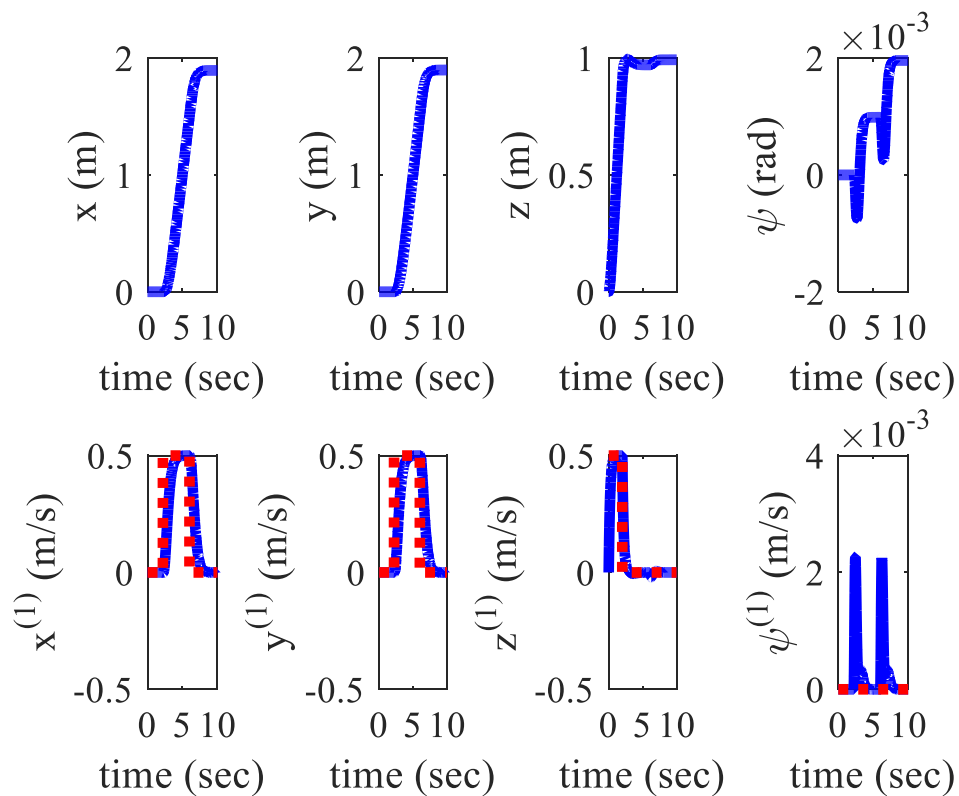 ×10⁻³
2
1
0
x (m)
0 5 10
time (sec)
2
1
0
y (m)
0 5 10
time (sec)
1
0.5
0
z (m)
0 5 10
time (sec)
2
0
-2
ψ (rad)
0 5 10
time (sec)
×10⁻³
0.5
0
-0.5
x⁽¹⁾ (m/s)
0 5 10
time (sec)
0.5
0
-0.5
y⁽¹⁾ (m/s)
0 5 10
time (sec)
0.5
0
-0.5
z⁽¹⁾ (m/s)
0 5 10
time (sec)
4
2
0
ψ⁽¹⁾ (m/s)
0 5 10
time (sec)